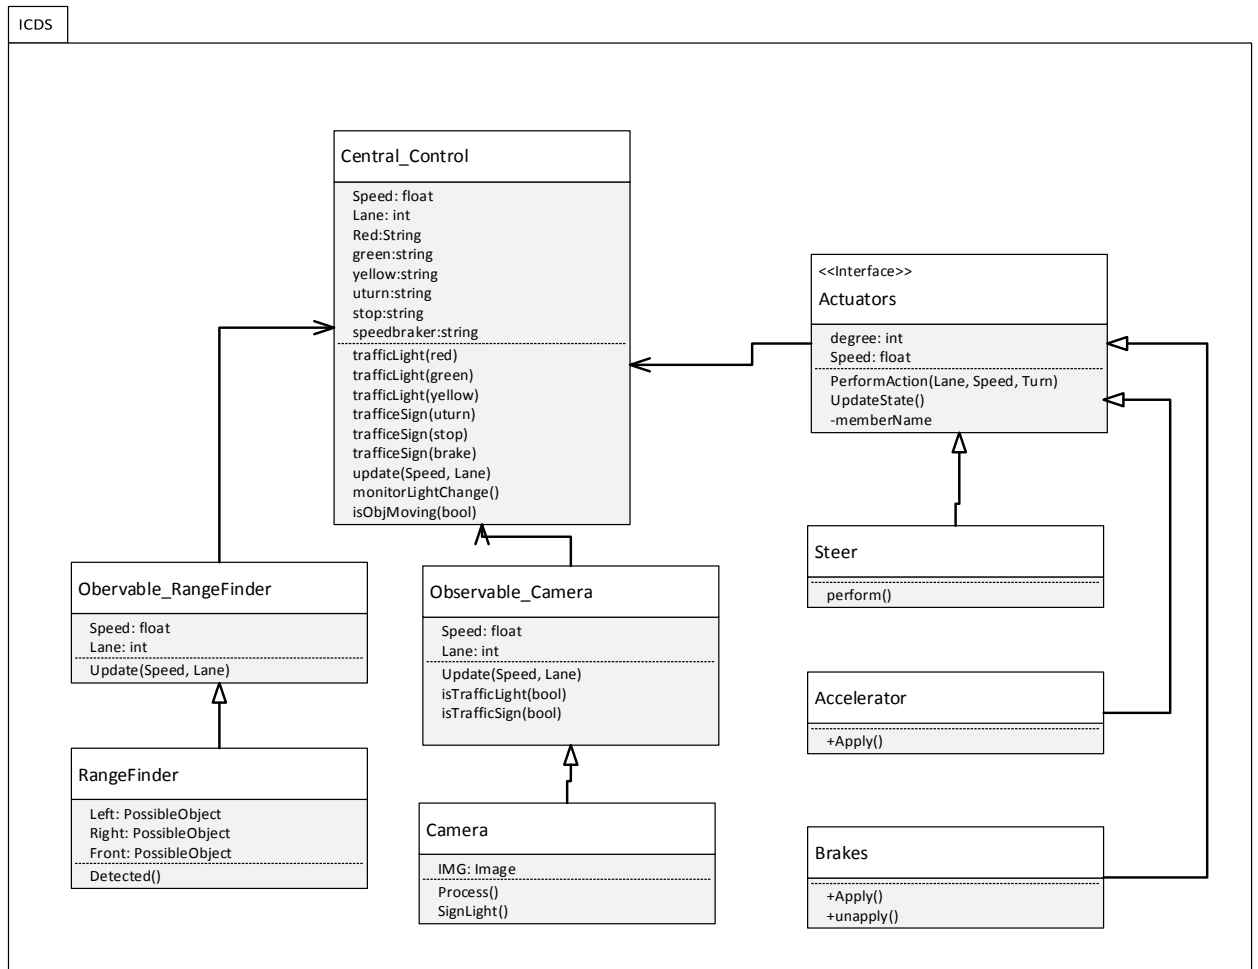 ICDS
Central_Control
Speed: float
Lane: int
Red:String
green:string
yellow:string
uturn:string
stop:string
speedbraker:string
trafficLight(red)
trafficLight(green)
trafficLight(yellow)
trafficeSign(uturn)
trafficeSign(stop)
trafficeSign(brake)
update(Speed, Lane)
monitorLightChange()
isObjMoving(bool)
<<Interface>>
Actuators
degree: int
Speed: float
PerformAction(Lane, Speed, Turn)
UpdateState()
-memberName
Obervable_RangeFinder
Speed: float
Lane: int
Update(Speed, Lane)
Observable_Camera
Speed: float
Lane: int
Update(Speed, Lane)
isTrafficLight(bool)
isTrafficSign(bool)
Steer
perform()
Accelerator
+Apply()
RangeFinder
Left: PossibleObject
Right: PossibleObject
Front: PossibleObject
Detected()
Camera
IMG: Image
Process()
SignLight()
Brakes
+Apply()
+unapply()